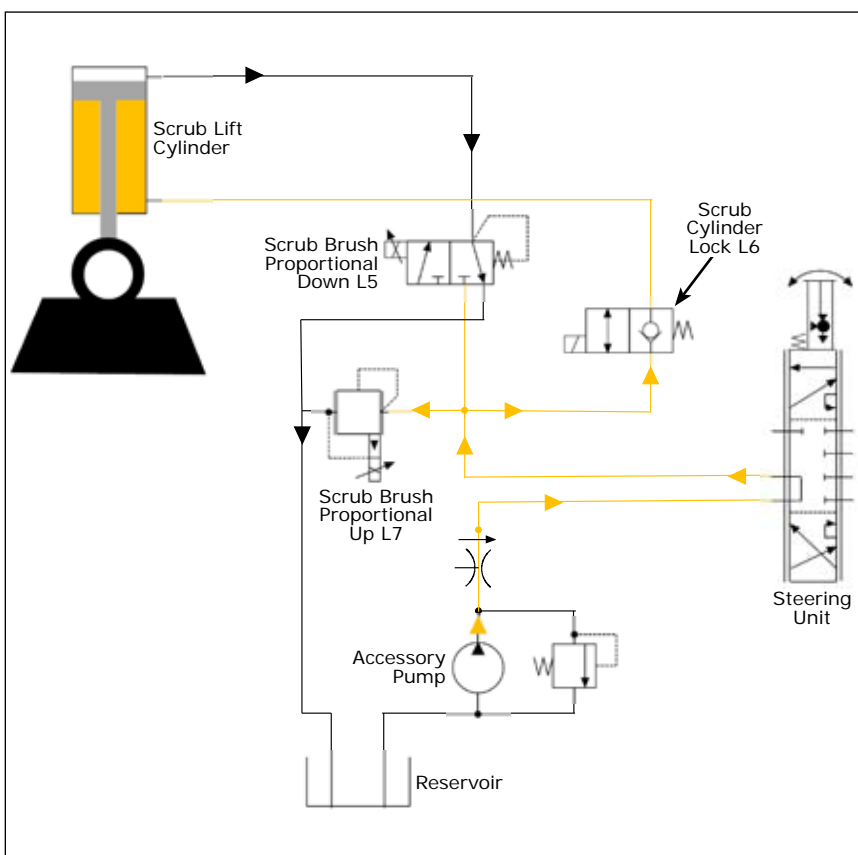 Scrub Lift
Cylinder
Scrub
Cylinder
Lock L6
Scrub Brush
Proportional
Down L5
Scrub Brush
Proportional
Up L7
Steering
Unit
Accessory
Pump
Reservoir